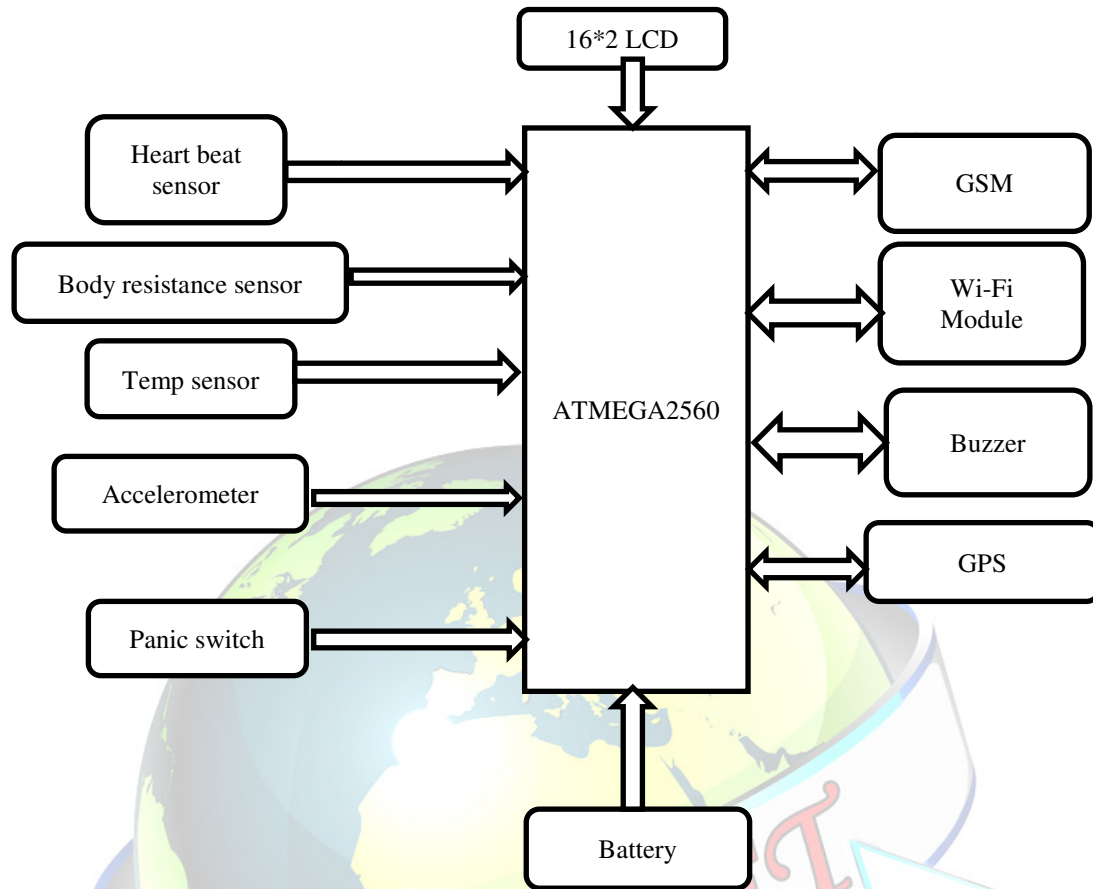 16*2 LCD
Heart beat
sensor
Body resistance sensor
Temp sensor
Accelerometer
Panic switch
ATMEGA2560
GSM
Wi-Fi
Module
Buzzer
GPS
Battery